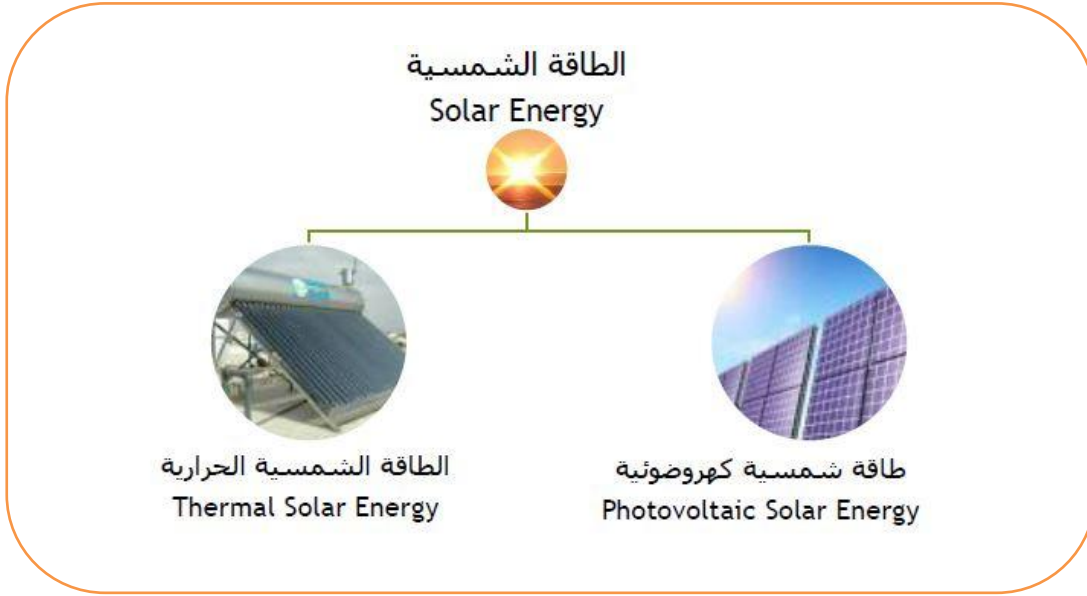 الطاقة الشمسية
Solar Energy
الطاقة الشمسية الحرارية
Thermal Solar Energy
طاقة شمسية كهروضوئية
Photovoltaic Solar Energy